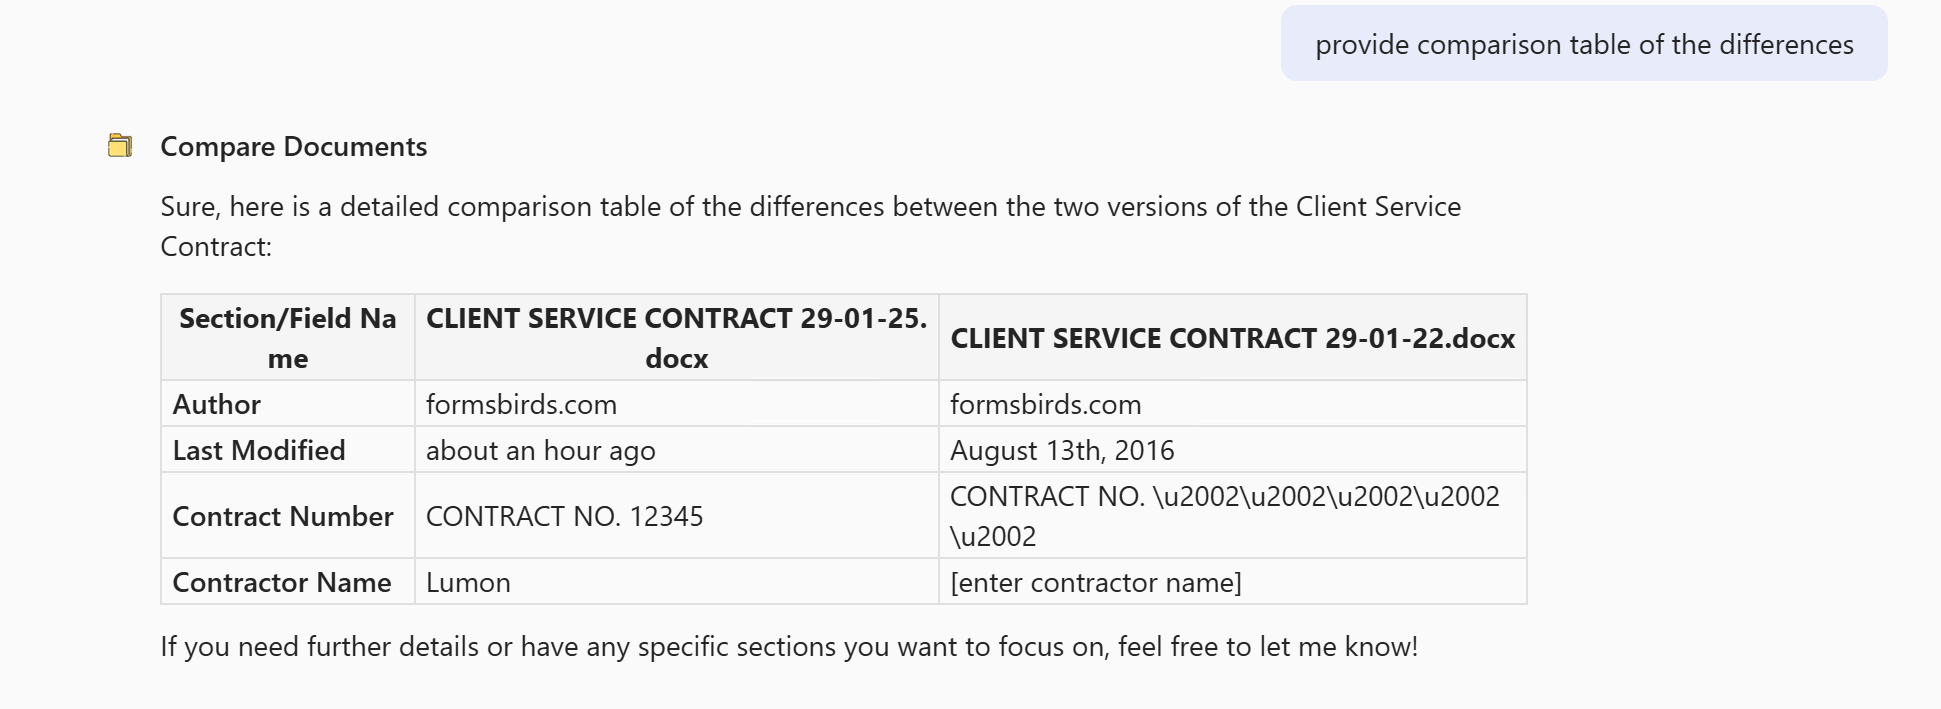 provide comparison table of the differences
Compare Documents
Sure, here is a detailed comparison table of the differences between the two versions of the Client Service
Contract:
Section/Field Na
me
CLIENT SERVICE CONTRACT 29-01-25.
docx
CLIENT SERVICE CONTRACT 29-01-22.docx
Author
formsbirds.com
formsbirds.com
Last Modified
about an hour ago
August 13th, 2016
Contract Number
CONTRACT NO. 12345
CONTRACT NO. \u2002\u2002\u2002\u2002
\u2002
Contractor Name
Lumon
[enter contractor name]
If you need further details or have any specific sections you want to focus on, feel free to let me know!